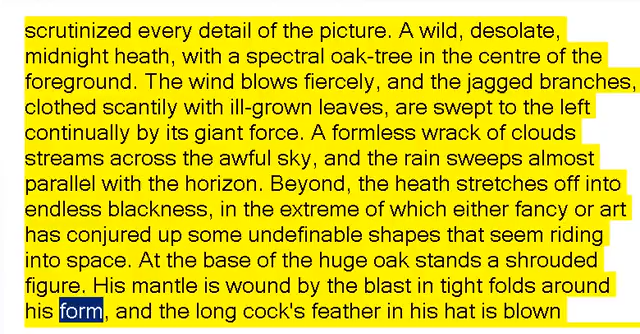 scrutinized every detail of the picture. A wild, desolate,
midnight heath, with a spectral oak-tree in the centre of the
foreground. The wind blows fiercely, and the jagged branches,
clothed scantily with ill-grown leaves, are swept to the left
continually by its giant force. A formless wrack of clouds
streams across the awful sky, and the rain sweeps almost
parallel with the horizon. Beyond, the heath stretches off into
endless blackness, in the extreme of which either fancy or art
has conjured up some undefinable shapes that seem riding
into space. At the base of the huge oak stands a shrouded
figure. His mantle is wound by the blast in tight folds around
his form, and the long cock's feather in his hat is blown